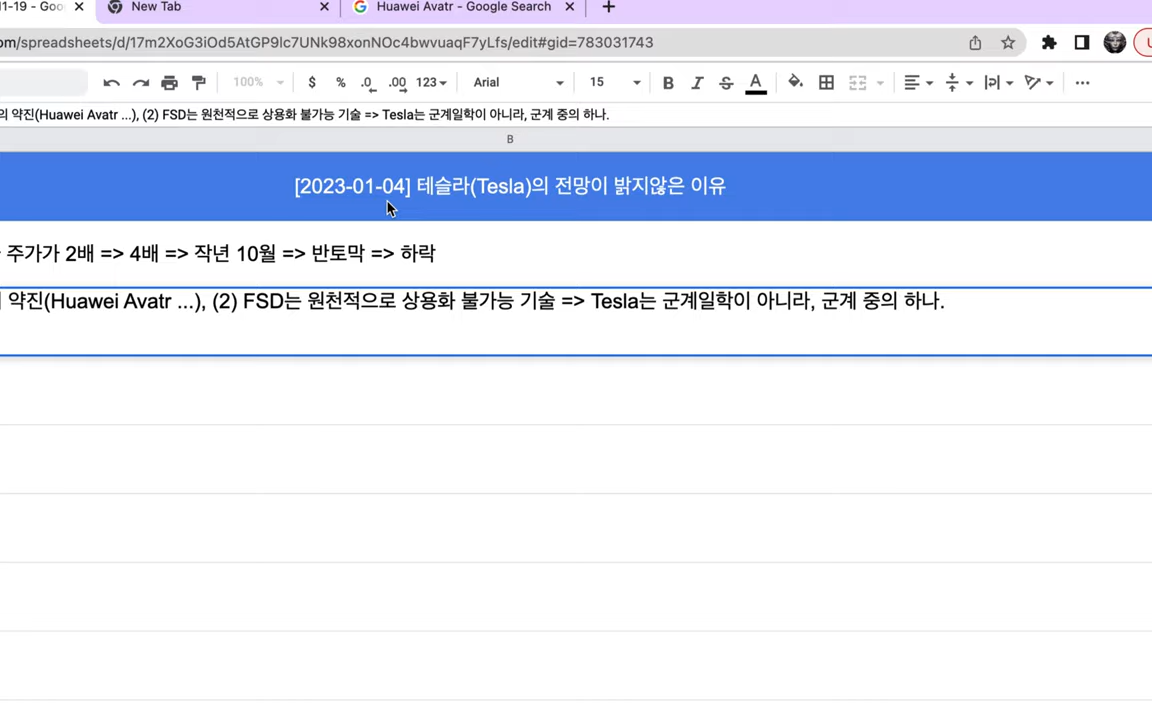 11-19 - Goo
New Tab
Huawei Avatr - Google Search
om/spreadsheets/d/17m2XoG3iOd5AtGP9lc7UNk98xonNOc4bwvuaqF7yLfs/edit#gid=783031743
100% $ % .0 .00 123 Arial 15 B I S A
의 약진(Huawei Avatr ...), (2) FSD는 원천적으로 상용화 불가능 기술 => Tesla는 군계일학이 아니라, 군계 중의 하나.
B
[2023-01-04] 테슬라(Tesla)의 전망이 밝지않은 이유
주가가 2배 => 4배 => 작년 10월 => 반토막 => 하락
약진(Huawei Avatr ...), (2) FSD는 원천적으로 상용화 불가능 기술 => Tesla는 군계일학이 아니라, 군계 중의 하나.